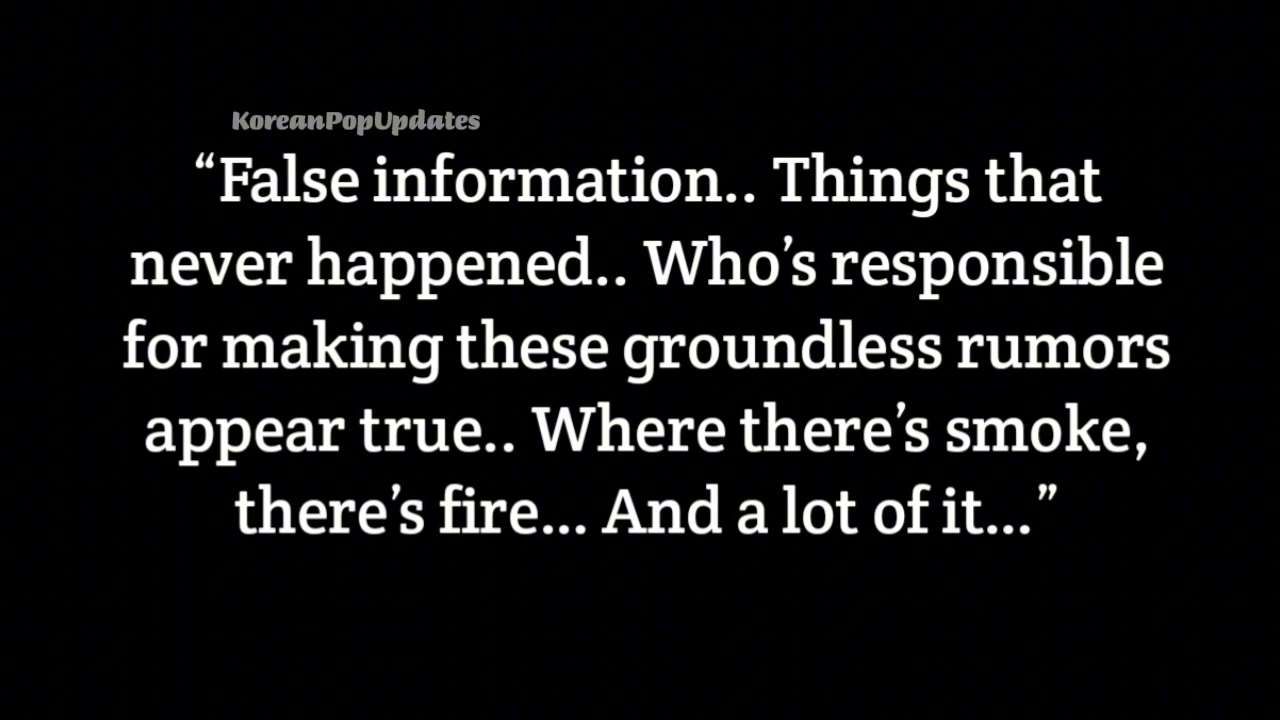 KoreanPopUpdates
“False information.. Things that
never happened.. Who’s responsible
for making these groundless rumors
appear true.. Where there’s smoke,
there’s fire... And a lot of it...”